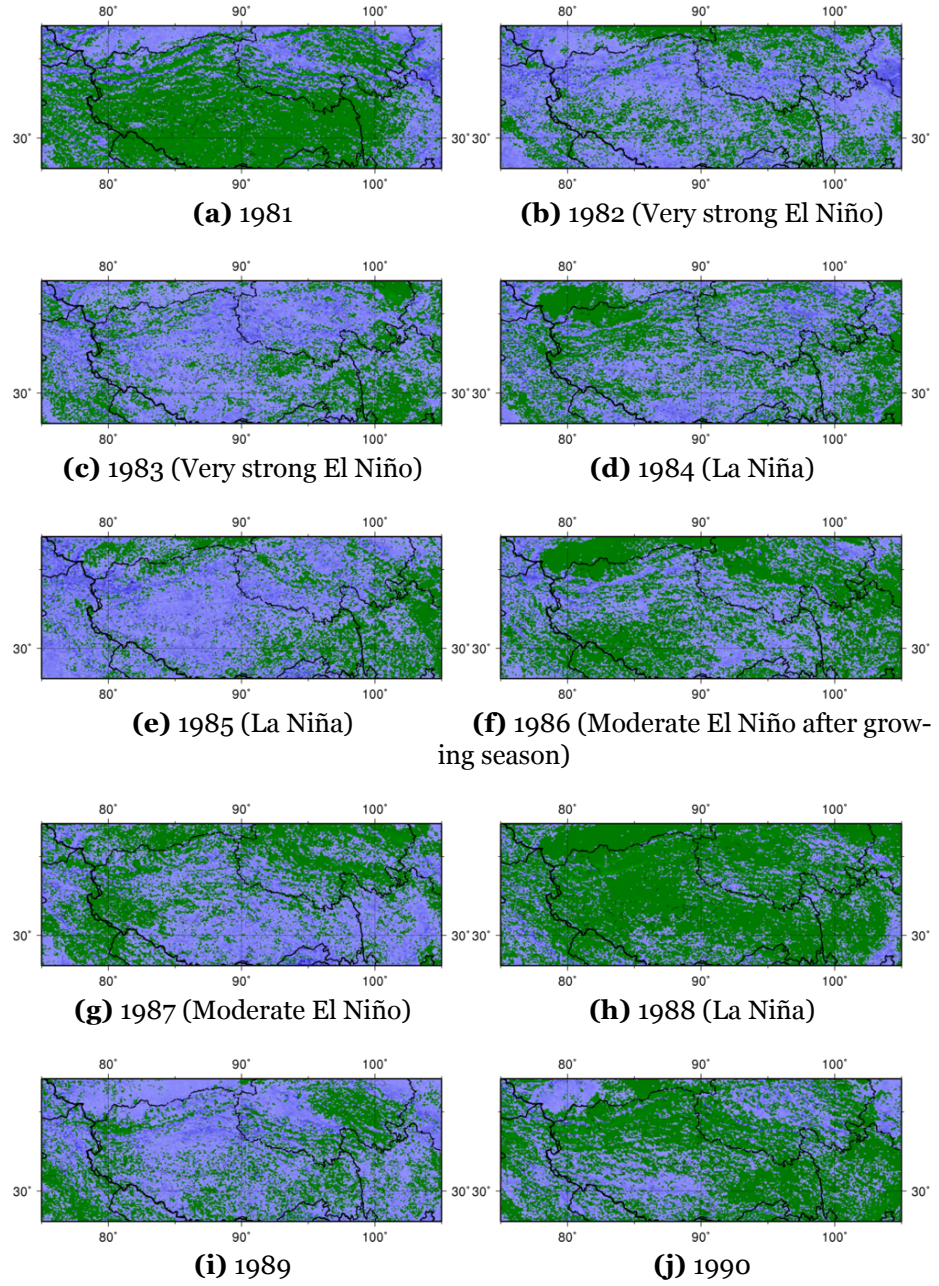 80˚ 90˚ 100˚ 80˚ 90˚ 100˚
30˚ 30˚ 30˚
80˚ 90˚ 100˚ 80˚ 90˚ 100˚
(a) 1981 (b) 1982 (Very strong El Niño)
80˚ 90˚ 100˚ 80˚ 90˚ 100˚
30˚ 30˚ 30˚
80˚ 90˚ 100˚ 80˚ 90˚ 100˚
(c) 1983 (Very strong El Niño) (d) 1984 (La Niña)
80˚ 90˚ 100˚ 80˚ 90˚ 100˚
30˚ 30˚ 30˚
80˚ 90˚ 100˚ 80˚ 90˚ 100˚
(e) 1985 (La Niña) (f) 1986 (Moderate El Niño after grow-
ing season)
80˚ 90˚ 100˚ 80˚ 90˚ 100˚
30˚ 30˚ 30˚
80˚ 90˚ 100˚ 80˚ 90˚ 100˚
(g) 1987 (Moderate El Niño) (h) 1988 (La Niña)
80˚ 90˚ 100˚ 80˚ 90˚ 100˚
30˚ 30˚ 30˚
80˚ 90˚ 100˚ 80˚ 90˚ 100˚
(i) 1989 (j) 1990